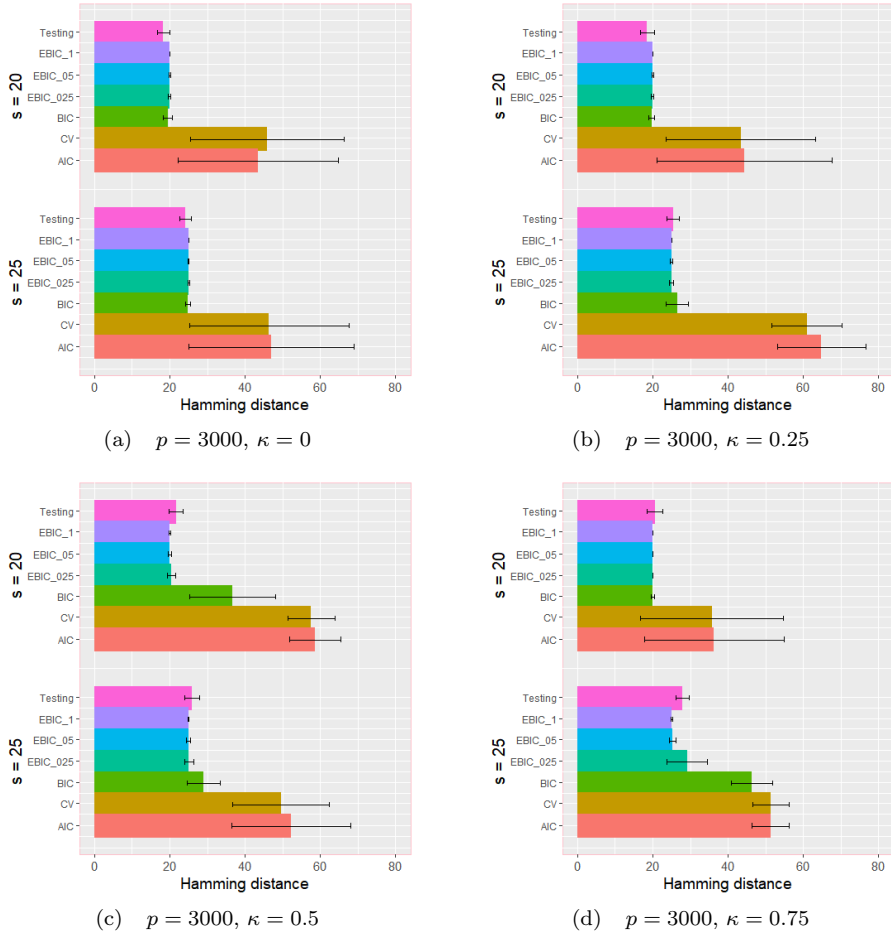 s = 20
Testing
EBIC_1
EBIC_05
EBIC_025
BIC
CV
AIC
s = 25
Testing
EBIC_1
EBIC_05
EBIC_025
BIC
CV
AIC
0 20 40 60 80
Hamming distance
(a) p = 3000, κ = 0
s = 20
Testing
EBIC_1
EBIC_05
EBIC_025
BIC
CV
AIC
s = 25
Testing
EBIC_1
EBIC_05
EBIC_025
BIC
CV
AIC
0 20 40 60 80
Hamming distance
(b) p = 3000, κ = 0.25
s = 20
Testing
EBIC_1
EBIC_05
EBIC_025
BIC
CV
AIC
s = 25
Testing
EBIC_1
EBIC_05
EBIC_025
BIC
CV
AIC
0 20 40 60 80
Hamming distance
(c) p = 3000, κ = 0.5
s = 20
Testing
EBIC_1
EBIC_05
EBIC_025
BIC
CV
AIC
s = 25
Testing
EBIC_1
EBIC_05
EBIC_025
BIC
CV
AIC
0 20 40 60 80
Hamming distance
(d) p = 3000, κ = 0.75